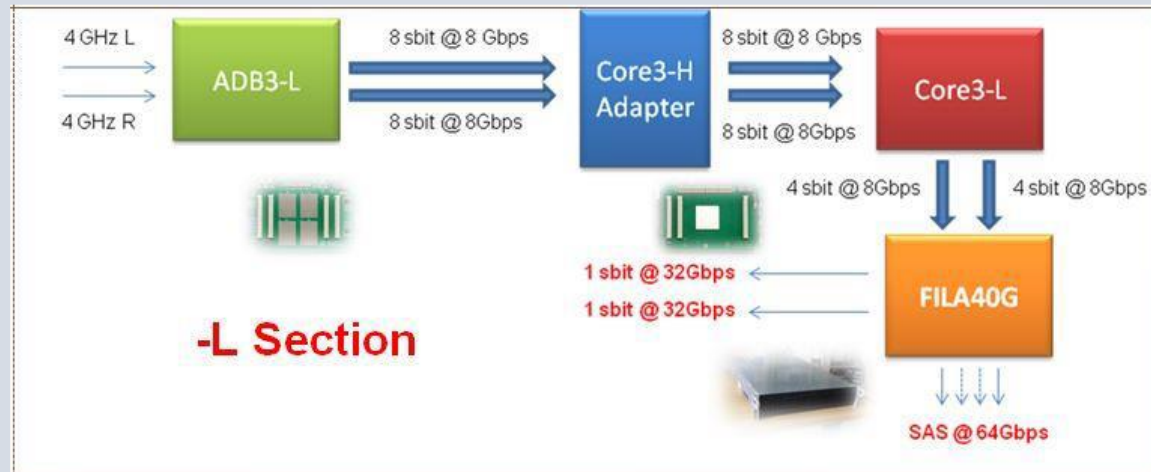 4 GHz L
4 GHz R
ADB3-L
8 sbit @ 8 Gbps
8 sbit @ 8Gbps
Core3-H
Adapter
8 sbit @ 8 Gbps
8 sbit @ 8Gbps
Core3-L
4 sbit @ 8Gbps
4 sbit @ 8Gbps
1 sbit @ 32Gbps
1 sbit @ 32Gbps
FILA40G
-L Section
SAS @ 64Gbps